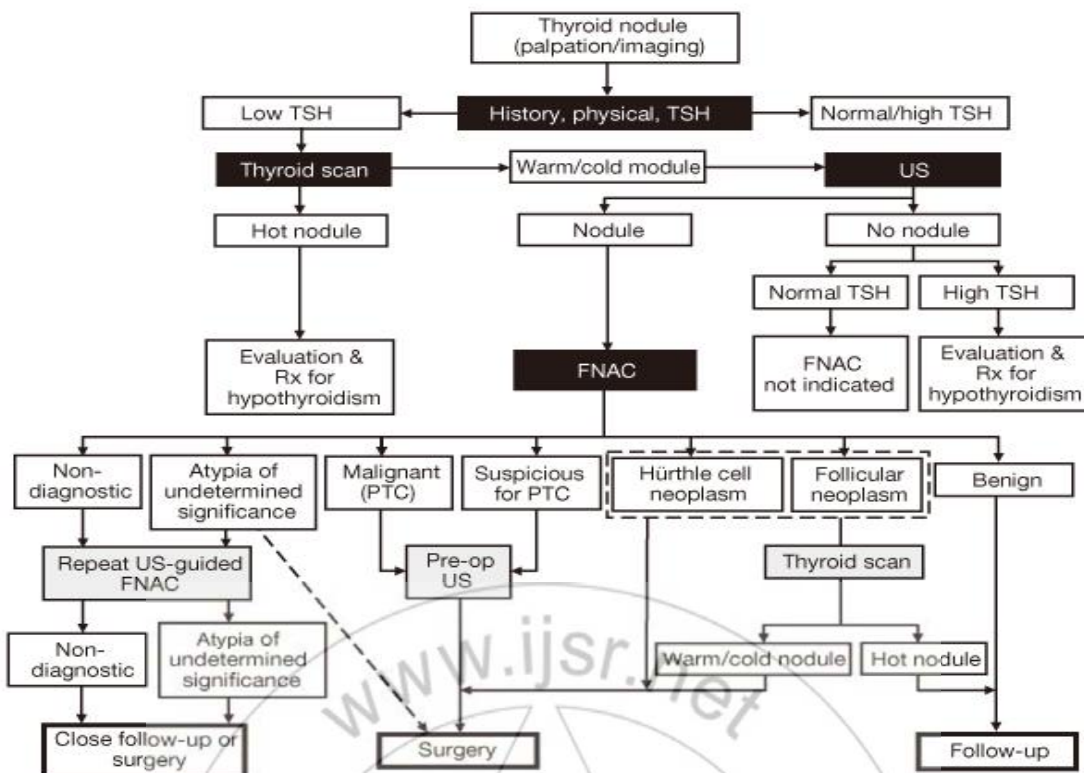 Thyroid nodule
(palpation/imaging)
Low TSH
History, physical, TSH
Normal/high TSH
Thyroid scan
Warm/cold module
US
Hot nodule
Nodule
No nodule
Normal TSH
High TSH
Evaluation &
Rx for
hypothyroidism
FNAC
FNAC
not indicated
Evaluation &
Rx for
hypothyroidism
Non-
diagnostic
Atypia of
undetermined
significance
Malignant
(PTC)
Suspicious
for PTC
Hürthle cell
neoplasm
Follicular
neoplasm
Benign
Repeat US-guided
FNAC
Pre-op
US
Thyroid scan
Non-
diagnostic
Atypia of
undetermined
significance
Warm/cold nodule
Hot nodule
Close follow-up or
surgery
Surgery
Follow-up
www.ijsr.net